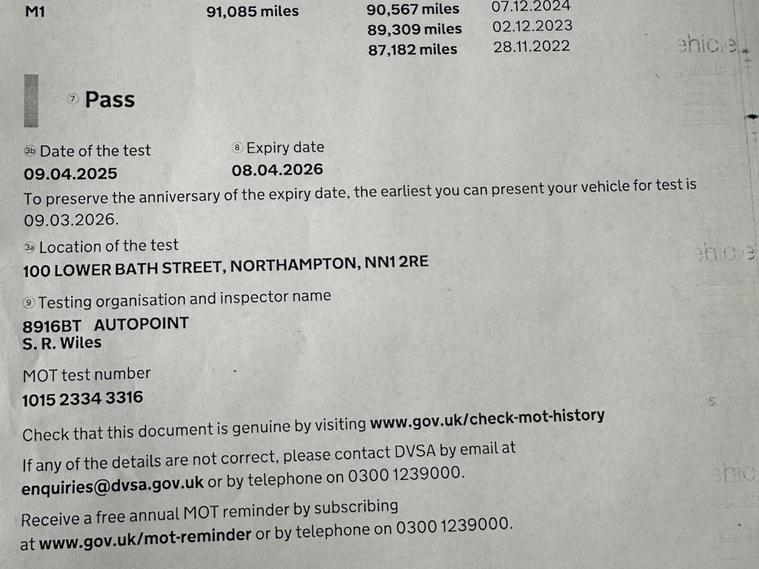 M1 91,085 miles 90,567 miles 07.12.2024
89,309 miles 02.12.2023
87,182 miles 28.11.2022
7 Pass
3b Date of the test 8 Expiry date
09.04.2025 08.04.2026
To preserve the anniversary of the expiry date, the earliest you can present your vehicle for test is
09.03.2026.
3a Location of the test
100 LOWER BATH STREET, NORTHAMPTON, NN1 2RE
9 Testing organisation and inspector name
8916BT AUTOPOINT
S. R. Wiles
MOT test number
1015 2334 3316
Check that this document is genuine by visiting www.gov.uk/check-mot-history
If any of the details are not correct, please contact DVSA by email at
enquiries@dvsa.gov.uk or by telephone on 0300 1239000.
Receive a free annual MOT reminder by subscribing
at www.gov.uk/mot-reminder or by telephone on 0300 1239000.